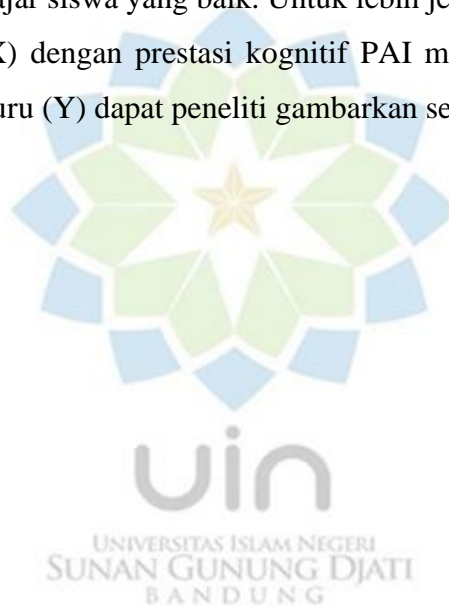 ajar siswa yang baik. Untuk lebih je
X) dengan prestasi kognitif PAI m
uru (Y) dapat peneliti gambarkan se
uin
UNIVERSITAS ISLAM NEGERI
SUNAN GUNUNG DJATI
BANDUNG